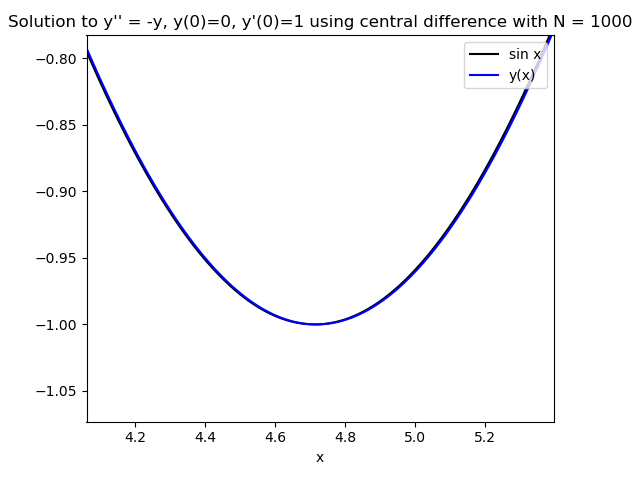 Solution to y'' = -y, y(0)=0, y'(0)=1 using central difference with N = 1000
sin x
y(x)
−0.80
−0.85
−0.90
−0.95
−1.00
−1.05
4.2 4.4 4.6 4.8 5.0 5.2
x